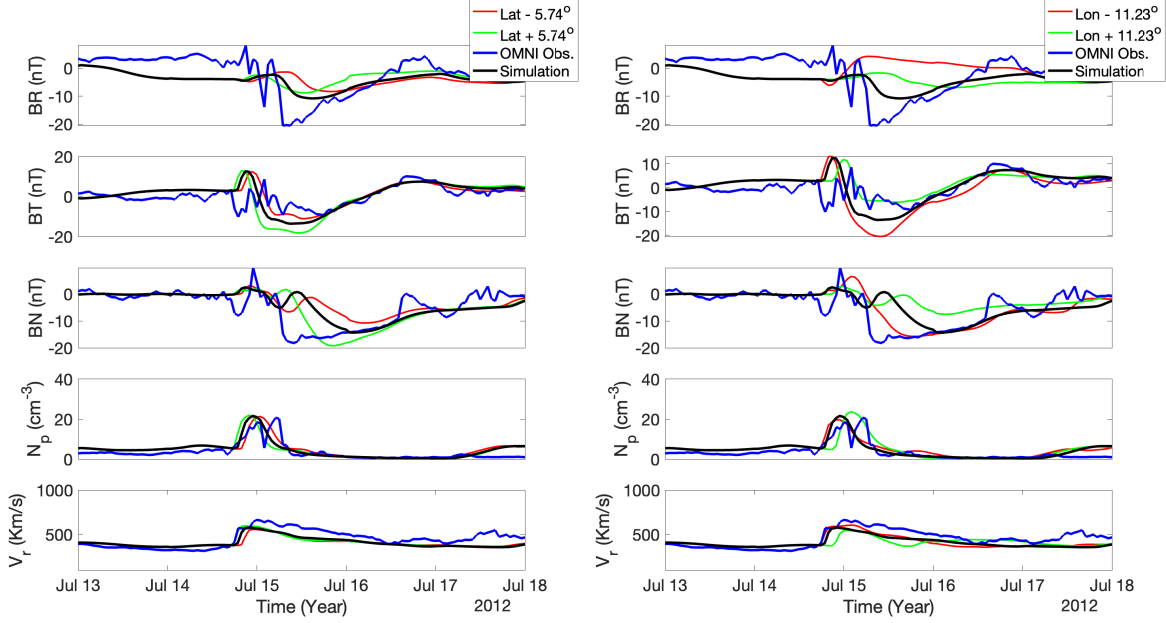 Lat - 5.74°
Lat + 5.74°
OMNI Obs.
Simulation
BR (nT)
0
-10
-20
BT (nT)
20
0
-20
BN (nT)
0
-10
-20
Np (cm-3)
40
20
0
Vr (Km/s)
1000
500
Jul 13
Jul 14
Jul 15
Jul 16
Jul 17
Jul 18
Time (Year)
2012
Lon - 11.23°
Lon + 11.23°
OMNI Obs.
Simulation
BR (nT)
0
-10
-20
BT (nT)
10
0
-10
-20
BN (nT)
0
-10
-20
Np (cm-3)
40
20
0
Vr (Km/s)
1000
500
Jul 13
Jul 14
Jul 15
Jul 16
Jul 17
Jul 18
Time (Year)
2012